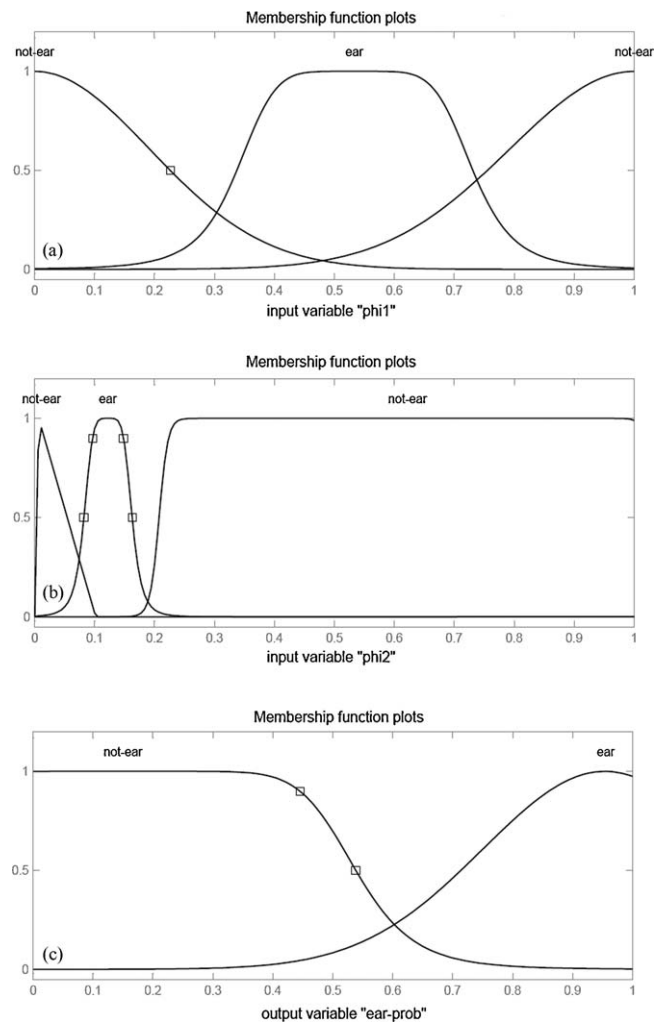 Membership function plots
not-ear ear not-ear
1
0.5
0
(a)
0 0.1 0.2 0.3 0.4 0.5 0.6 0.7 0.8 0.9 1
input variable "phi1"
Membership function plots
not-ear ear not-ear
1
0.5
0
(b)
0 0.1 0.2 0.3 0.4 0.5 0.6 0.7 0.8 0.9 1
input variable "phi2"
Membership function plots
not-ear ear
1
0.5
0
(c)
0 0.1 0.2 0.3 0.4 0.5 0.6 0.7 0.8 0.9 1
output variable "ear-prob"